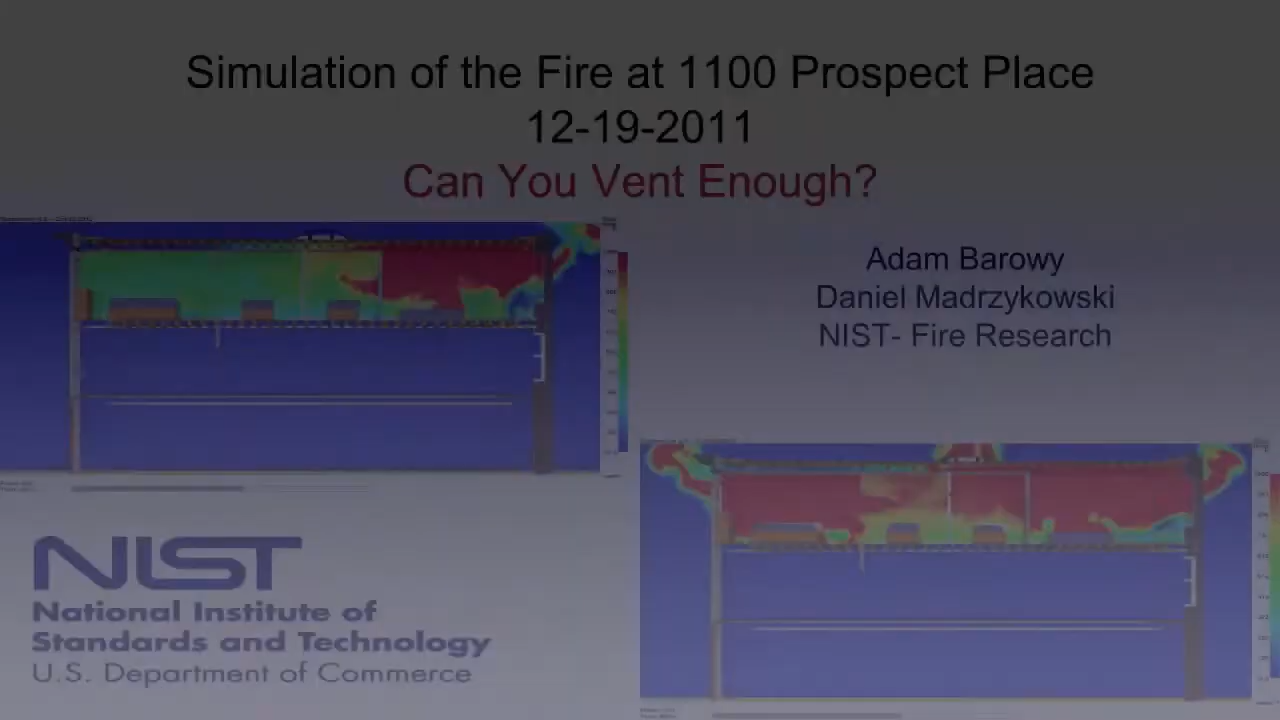 Simulation of the Fire at 1100 Prospect Place
12-19-2011
Can You Vent Enough?
Adam Barowy
Daniel Madrzykowski
NIST- Fire Research
NIST
National Institute of
Standards and Technology
U.S. Department of Commerce